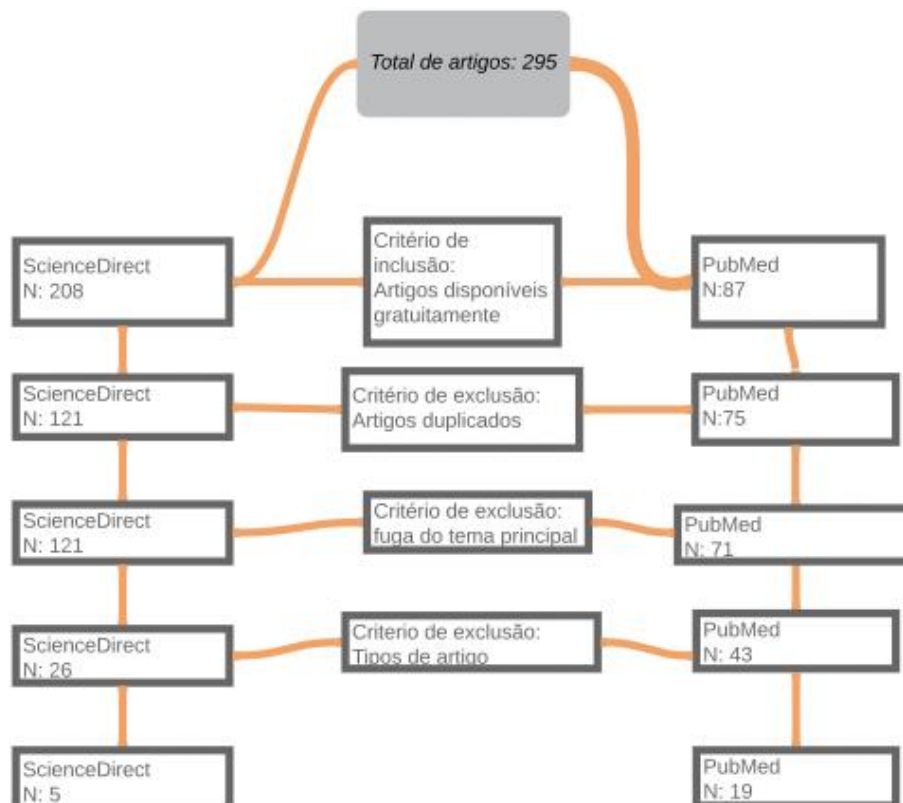 Total de artigos: 295
ScienceDirect
N: 208
Critério de
inclusão:
Artigos disponíveis
gratuitamente
PubMed
N:87
ScienceDirect
N: 121
Critério de exclusão:
Artigos duplicados
PubMed
N:75
ScienceDirect
N: 121
Critério de exclusão:
fuga do tema principal
PubMed
N: 71
ScienceDirect
N: 26
Criterio de exclusão:
Tipos de artigo
PubMed
N: 43
ScienceDirect
N: 5
PubMed
N: 19